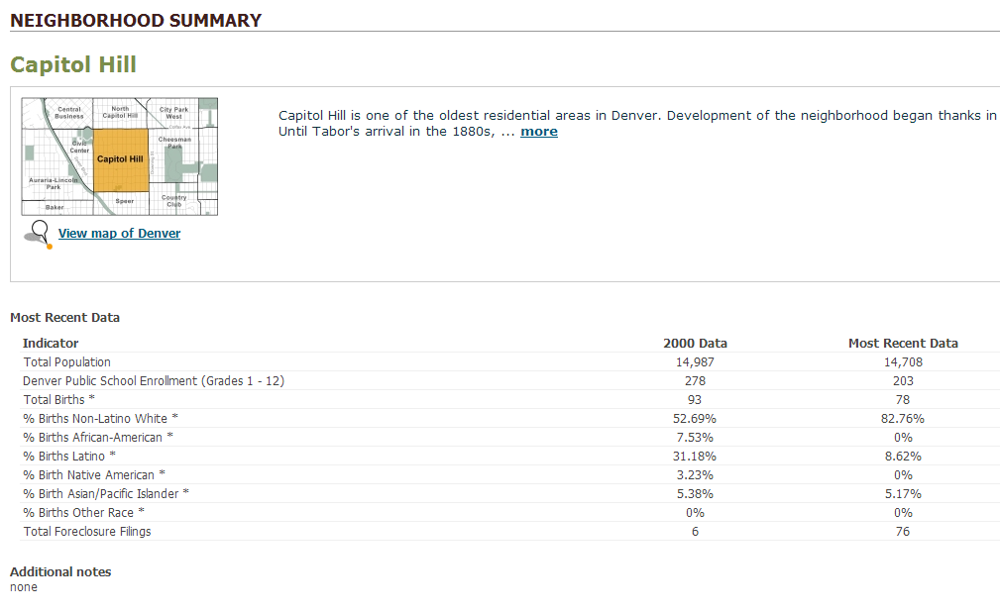 NEIGHBORHOOD SUMMARY
Capitol Hill
Central Business
North Capitol Hill
City Park West
Civic Center
Capitol Hill
Cheesman Park
Auraria-Lincoln Park
Baker
Speer
Country Club
View map of Denver
Capitol Hill is one of the oldest residential areas in Denver. Development of the neighborhood began thanks in
Until Tabor's arrival in the 1880s, ... more
Most Recent Data
Indicator 2000 Data Most Recent Data
Total Population 14,987 14,708
Denver Public School Enrollment (Grades 1 - 12) 278 203
Total Births * 93 78
% Births Non-Latino White * 52.69% 82.76%
% Births African-American * 7.53% 0%
% Births Latino * 31.18% 8.62%
% Birth Native American * 3.23% 0%
% Birth Asian/Pacific Islander * 5.38% 5.17%
% Births Other Race * 0% 0%
Total Foreclosure Filings 6 76
Additional notes
none